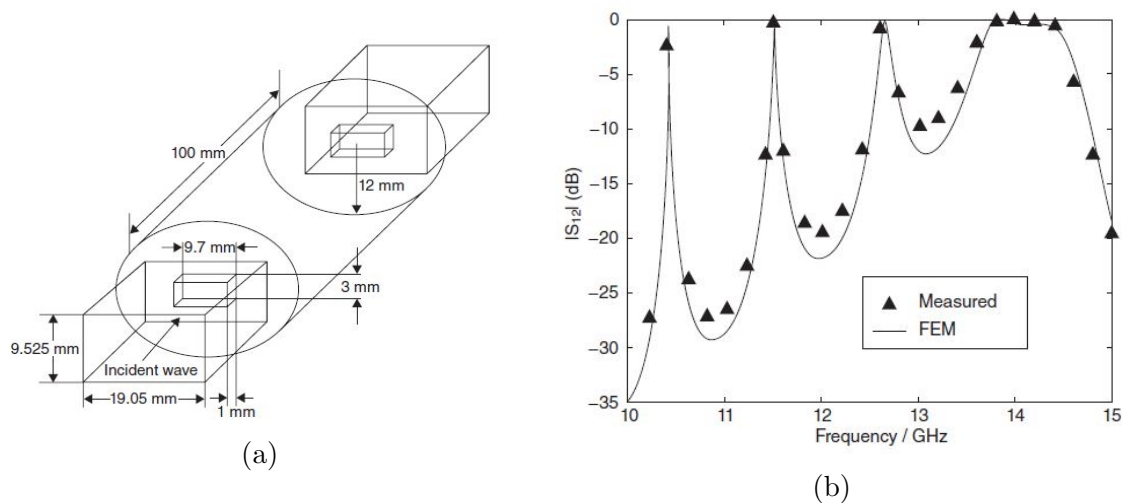 100 mm
12 mm
9.7 mm
3 mm
9.525 mm
Incident wave
19.05 mm
1 mm
(a)
0
−5
−10
−15
−20
−25
−30
−35
|S₁₂| (dB)
Measured
FEM
10 11 12 13 14 15
Frequency / GHz
(b)